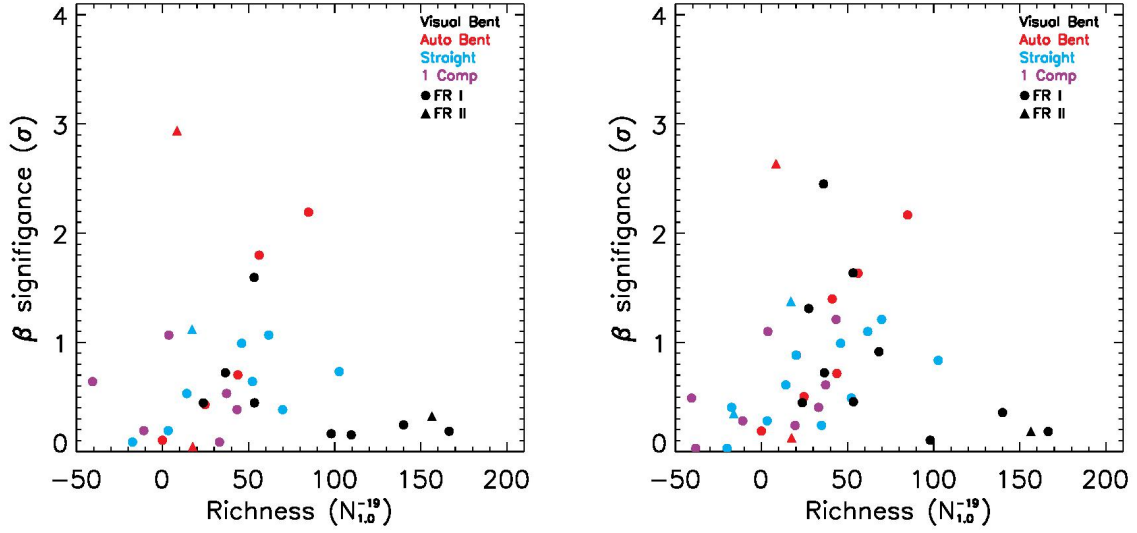 4
3
2
1
0
β signifigance (σ)
Visual Bent
Auto Bent
Straight
1 Comp
FR I
FR II
−50 0 50 100 150 200
Richness (N₁.₀⁻¹⁹)
4
3
2
1
0
β signifigance (σ)
Visual Bent
Auto Bent
Straight
1 Comp
FR I
FR II
−50 0 50 100 150 200
Richness (N₁.₀⁻¹⁹)